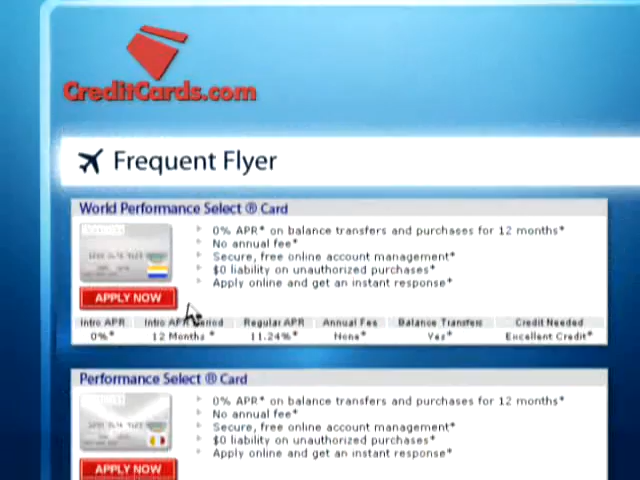 CreditCards.com
Frequent Flyer
World Performance Select ® Card
0% APR* on balance transfers and purchases for 12 months*
No annual fee*
Secure, free online account management*
$0 liability on unauthorized purchases*
Apply online and get an instant response*
APPLY NOW
Intro APR Intro APR Period Regular APR Annual Fee Balance Transfers Credit Needed
0%* 12 Months * 11.24%* None* Yes* Excellent Credit*
Performance Select ® Card
0% APR* on balance transfers and purchases for 12 months*
No annual fee*
Secure, free online account management*
$0 liability on unauthorized purchases*
Apply online and get an instant response*
APPLY NOW